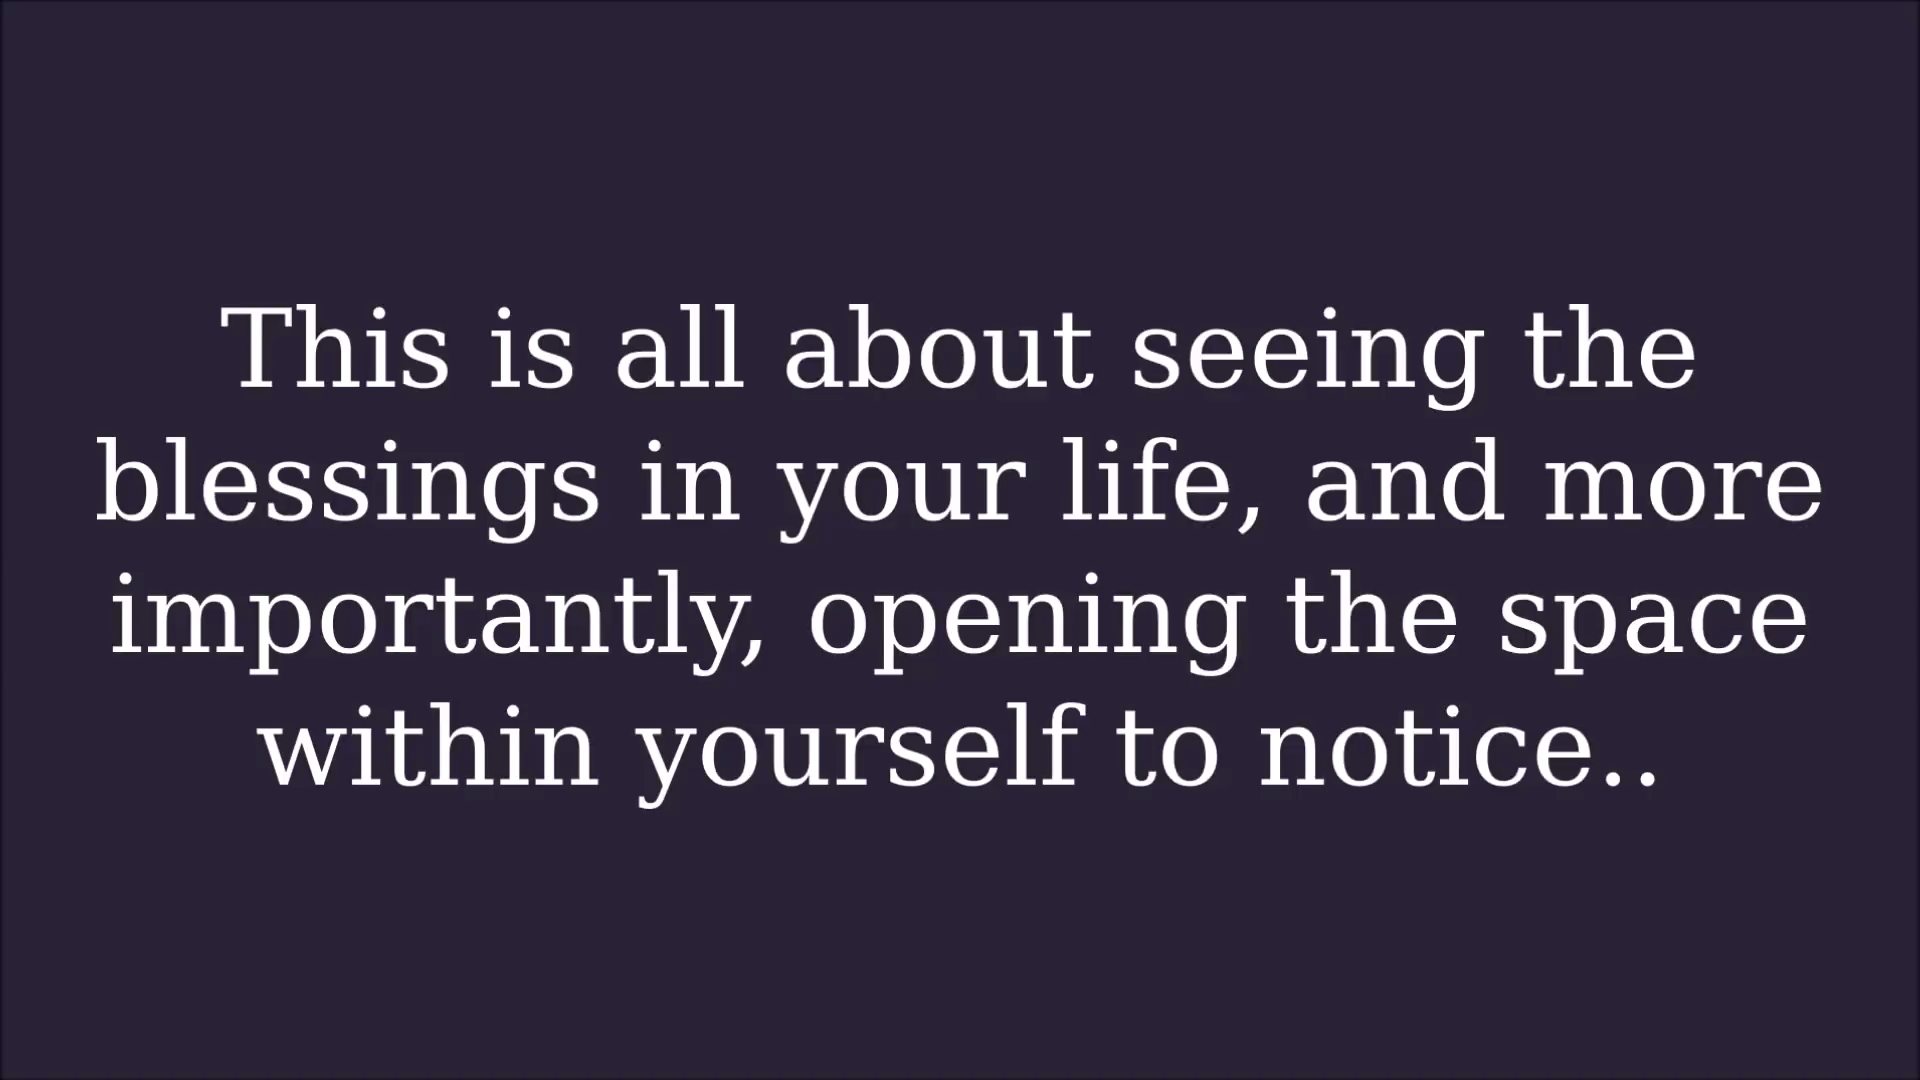 This is all about seeing the
blessings in your life, and more
importantly, opening the space
within yourself to notice..